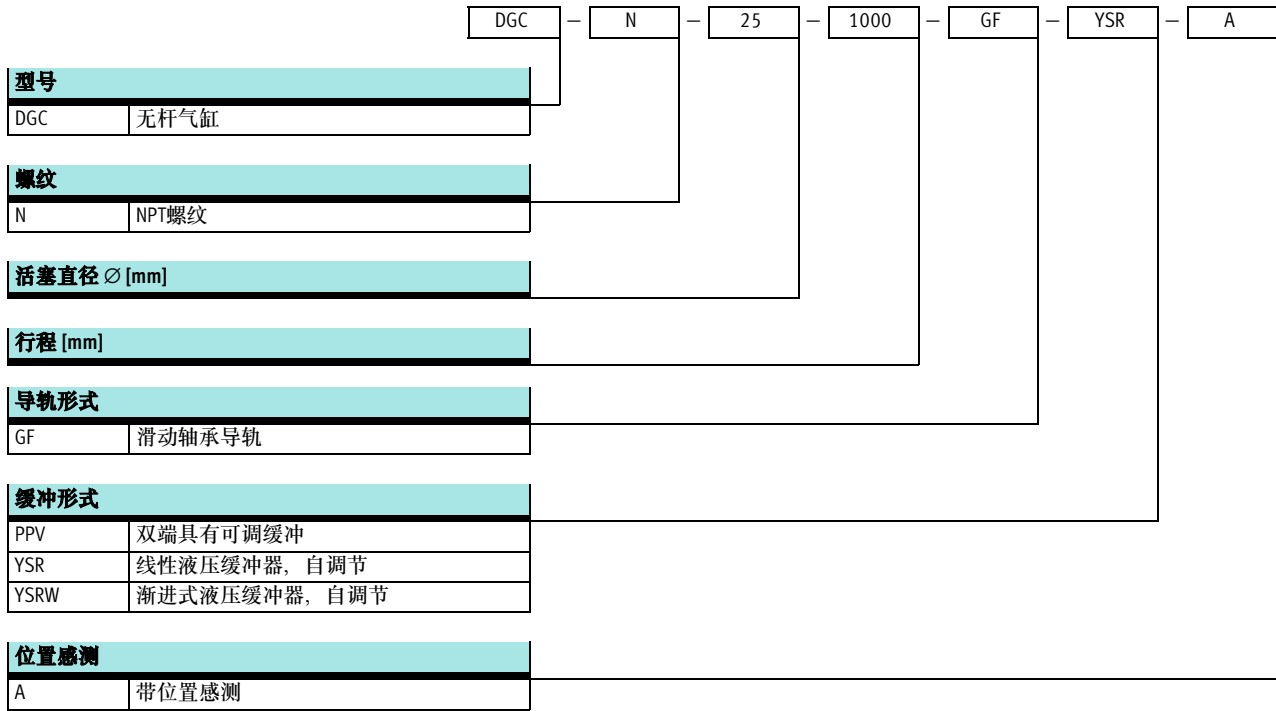 DGC – N – 25 – 1000 – GF – YSR – A
型号
DGC 无杆气缸
螺纹
N NPT螺纹
活塞直径 ∅ [mm]
行程 [mm]
导轨形式
GF 滑动轴承导轨
缓冲形式
PPV 双端具有可调缓冲
YSR 线性液压缓冲器，自调节
YSRW 渐进式液压缓冲器，自调节
位置感测
A 带位置感测